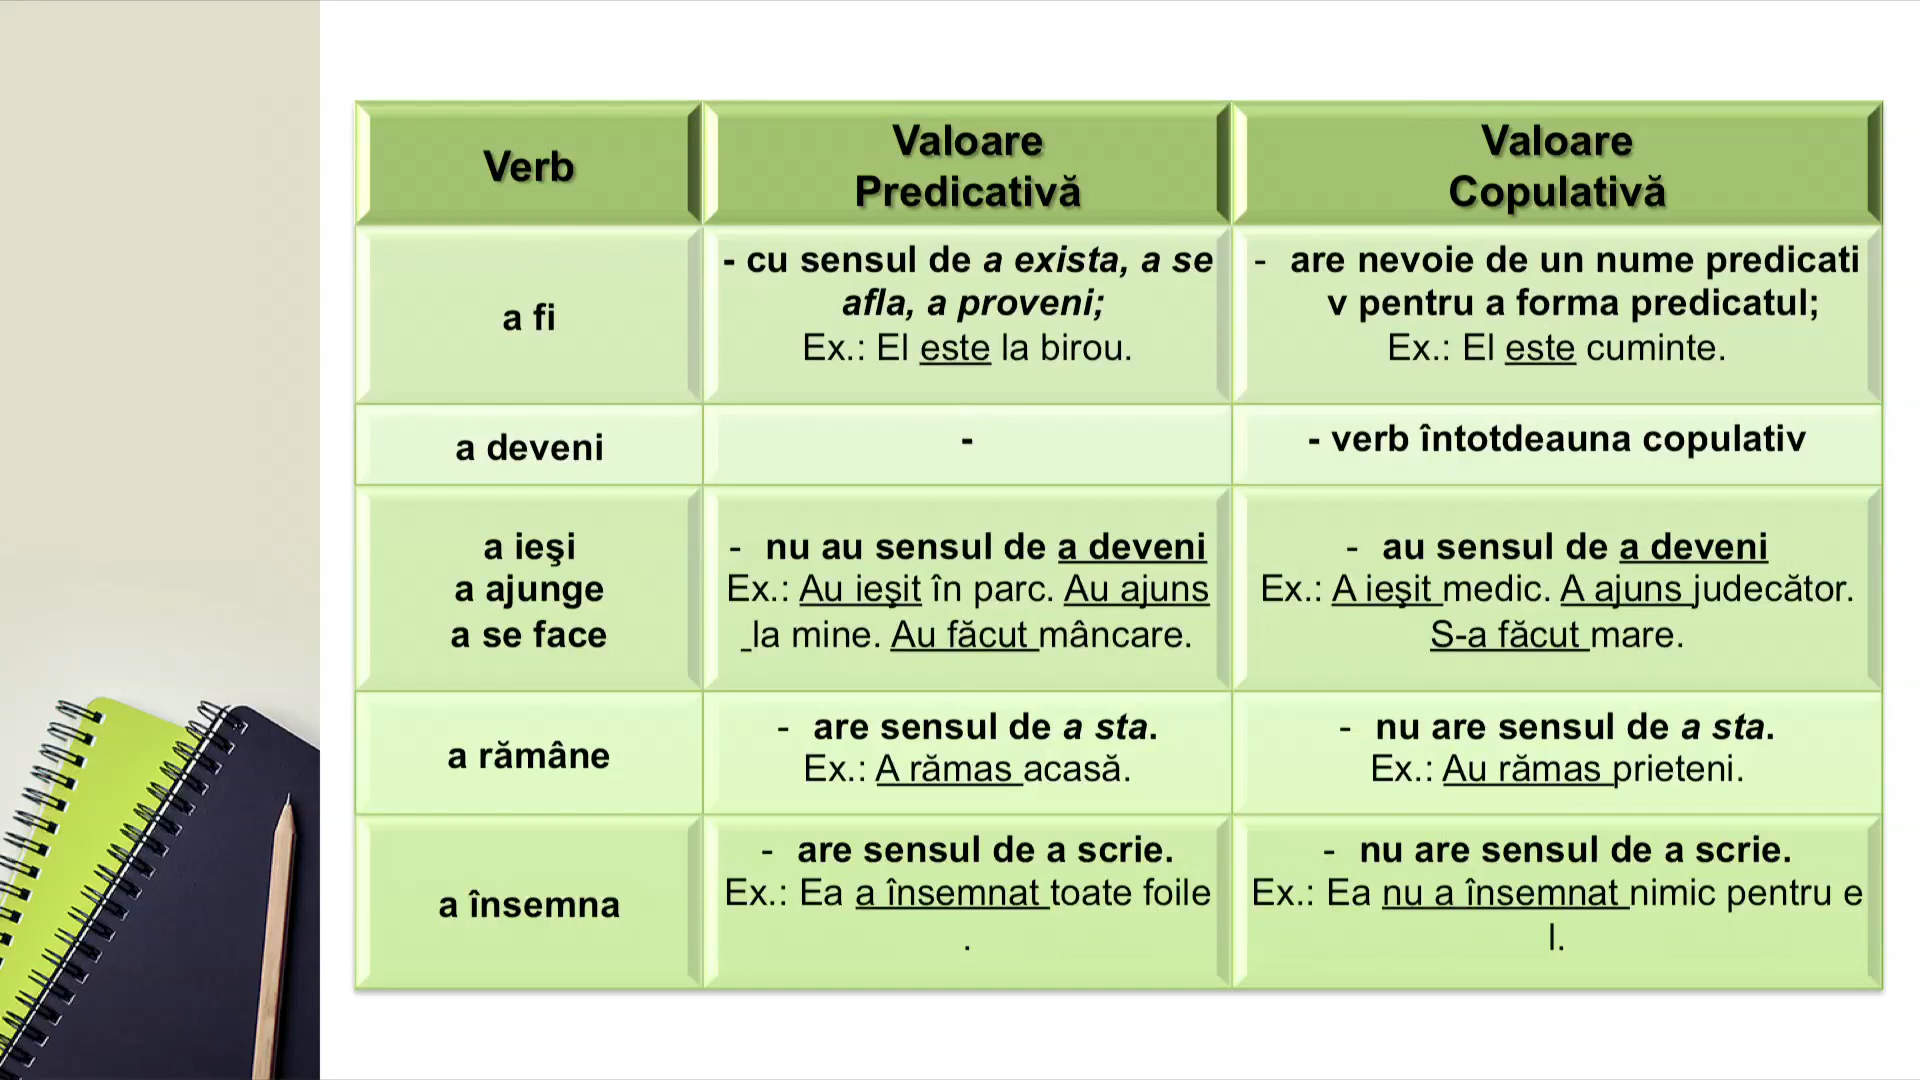 Verb
Valoare
Predicativă
Valoare
Copulativă
a fi
- cu sensul de a exista, a se
afla, a proveni;
Ex.: El este la birou.
- are nevoie de un nume predicati
v pentru a forma predicatul;
Ex.: El este cuminte.
a deveni
-
- verb întotdeauna copulativ
a ieşi
a ajunge
a se face
- nu au sensul de a deveni
Ex.: Au ieşit în parc. Au ajuns
la mine. Au făcut mâncare.
- au sensul de a deveni
Ex.: A ieşit medic. A ajuns judecător.
S-a făcut mare.
a rămâne
- are sensul de a sta.
Ex.: A rămas acasă.
- nu are sensul de a sta.
Ex.: Au rămas prieteni.
a însemna
- are sensul de a scrie.
Ex.: Ea a însemnat toate foile
.
- nu are sensul de a scrie.
Ex.: Ea nu a însemnat nimic pentru e
l.